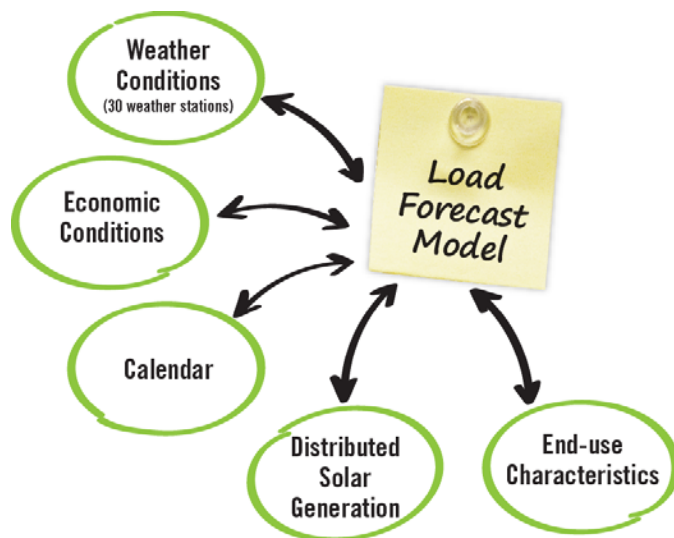 Weather
Conditions
(30 weather stations)
Load
Forecast
Model
Economic
Conditions
Calendar
Distributed
Solar
Generation
End-use
Characteristics